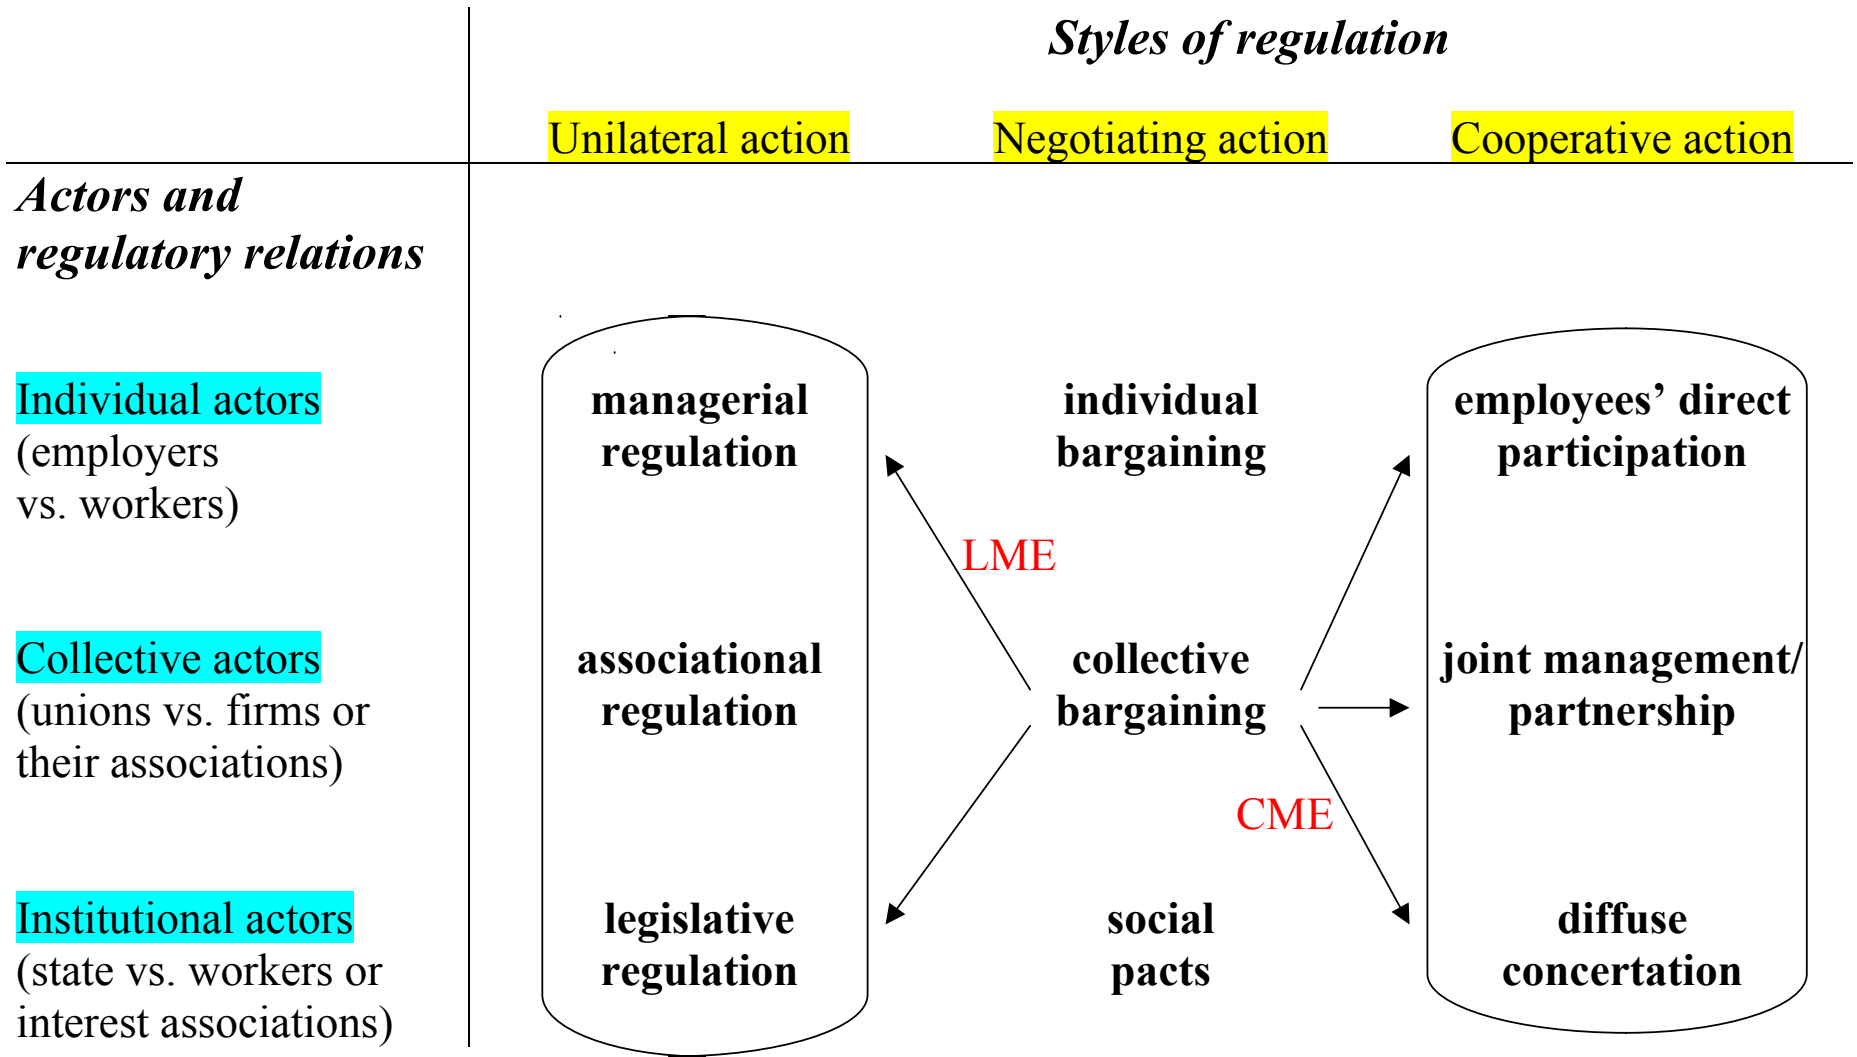 Styles of regulation
Unilateral action Negotiating action Cooperative action
Actors and
regulatory relations
Individual actors managerial individual employees’ direct
(employers regulation bargaining participation
vs. workers)
LME
Collective actors associational collective joint management/
(unions vs. firms or regulation bargaining partnership
their associations)
CME
Institutional actors legislative social diffuse
(state vs. workers or regulation pacts concertation
interest associations)